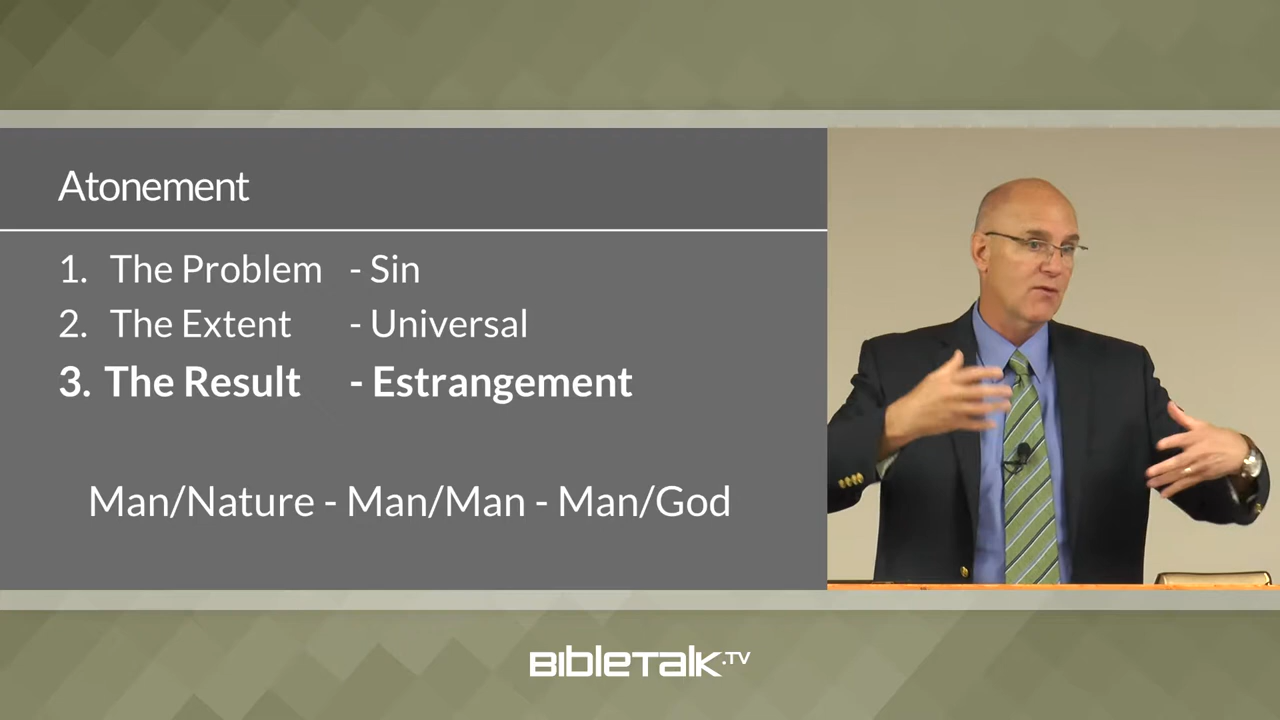 Atonement
1. The Problem - Sin
2. The Extent - Universal
3. The Result - Estrangement
Man/Nature - Man/Man - Man/God
BibleTalk.TV